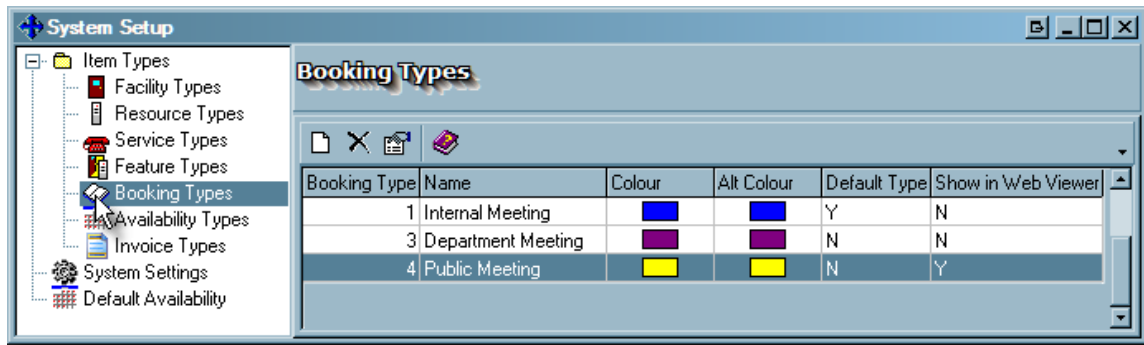 System Setup
Item Types
Facility Types
Resource Types
Service Types
Feature Types
Booking Types
Availability Types
Invoice Types
System Settings
Default Availability
Booking Types
Booking Type Name Colour Alt Colour Default Type Show in Web Viewer
1 Internal Meeting Y N
3 Department Meeting N N
4 Public Meeting N Y